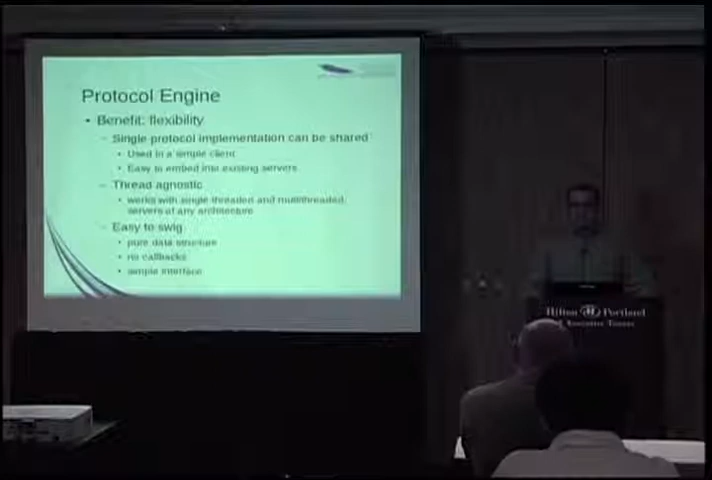 Protocol Engine
• Benefit: flexibility
– Single protocol implementation can be shared
• Used in a simple client
• Easy to embed into existing servers
– Thread agnostic
• works with single threaded and multithreaded
servers of any architecture
– Easy to swig
• pure data structure
• no callbacks
• simple interface
Hilton Portland
& Executive Tower